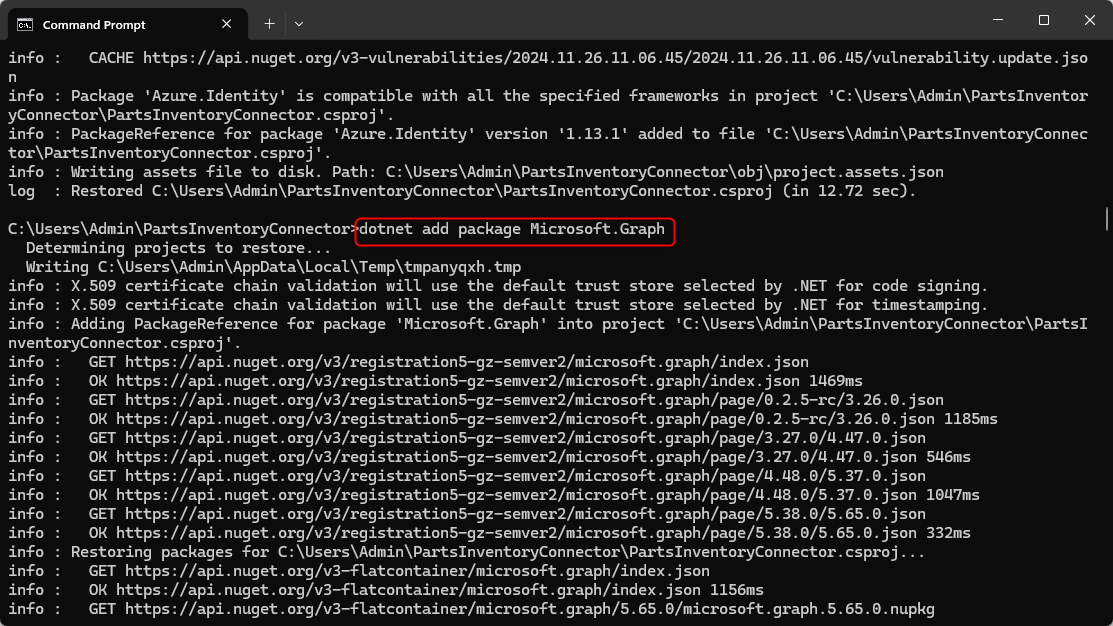 Command Prompt
info :   CACHE https://api.nuget.org/v3-vulnerabilities/2024.11.26.11.06.45/2024.11.26.11.06.45/vulnerability.update.jso
n
info : Package 'Azure.Identity' is compatible with all the specified frameworks in project 'C:\Users\Admin\PartsInventor
yConnector\PartsInventoryConnector.csproj'.
info : PackageReference for package 'Azure.Identity' version '1.13.1' added to file 'C:\Users\Admin\PartsInventoryConnec
tor\PartsInventoryConnector.csproj'.
info : Writing assets file to disk. Path: C:\Users\Admin\PartsInventoryConnector\obj\project.assets.json
log  : Restored C:\Users\Admin\PartsInventoryConnector\PartsInventoryConnector.csproj (in 12.72 sec).
C:\Users\Admin\PartsInventoryConnector>dotnet add package Microsoft.Graph
  Determining projects to restore...
  Writing C:\Users\Admin\AppData\Local\Temp\tmpanyqxh.tmp
info : X.509 certificate chain validation will use the default trust store selected by .NET for code signing.
info : X.509 certificate chain validation will use the default trust store selected by .NET for timestamping.
info : Adding PackageReference for package 'Microsoft.Graph' into project 'C:\Users\Admin\PartsInventoryConnector\PartsI
nventoryConnector.csproj'.
info :   GET https://api.nuget.org/v3/registration5-gz-semver2/microsoft.graph/index.json
info :   OK https://api.nuget.org/v3/registration5-gz-semver2/microsoft.graph/index.json 1469ms
info :   GET https://api.nuget.org/v3/registration5-gz-semver2/microsoft.graph/page/0.2.5-rc/3.26.0.json
info :   OK https://api.nuget.org/v3/registration5-gz-semver2/microsoft.graph/page/0.2.5-rc/3.26.0.json 1185ms
info :   GET https://api.nuget.org/v3/registration5-gz-semver2/microsoft.graph/page/3.27.0/4.47.0.json
info :   OK https://api.nuget.org/v3/registration5-gz-semver2/microsoft.graph/page/3.27.0/4.47.0.json 546ms
info :   GET https://api.nuget.org/v3/registration5-gz-semver2/microsoft.graph/page/4.48.0/5.37.0.json
info :   OK https://api.nuget.org/v3/registration5-gz-semver2/microsoft.graph/page/4.48.0/5.37.0.json 1047ms
info :   GET https://api.nuget.org/v3/registration5-gz-semver2/microsoft.graph/page/5.38.0/5.65.0.json
info :   OK https://api.nuget.org/v3/registration5-gz-semver2/microsoft.graph/page/5.38.0/5.65.0.json 332ms
info : Restoring packages for C:\Users\Admin\PartsInventoryConnector\PartsInventoryConnector.csproj...
info :   GET https://api.nuget.org/v3-flatcontainer/microsoft.graph/index.json
info :   OK https://api.nuget.org/v3-flatcontainer/microsoft.graph/index.json 1156ms
info :   GET https://api.nuget.org/v3-flatcontainer/microsoft.graph/5.65.0/microsoft.graph.5.65.0.nupkg